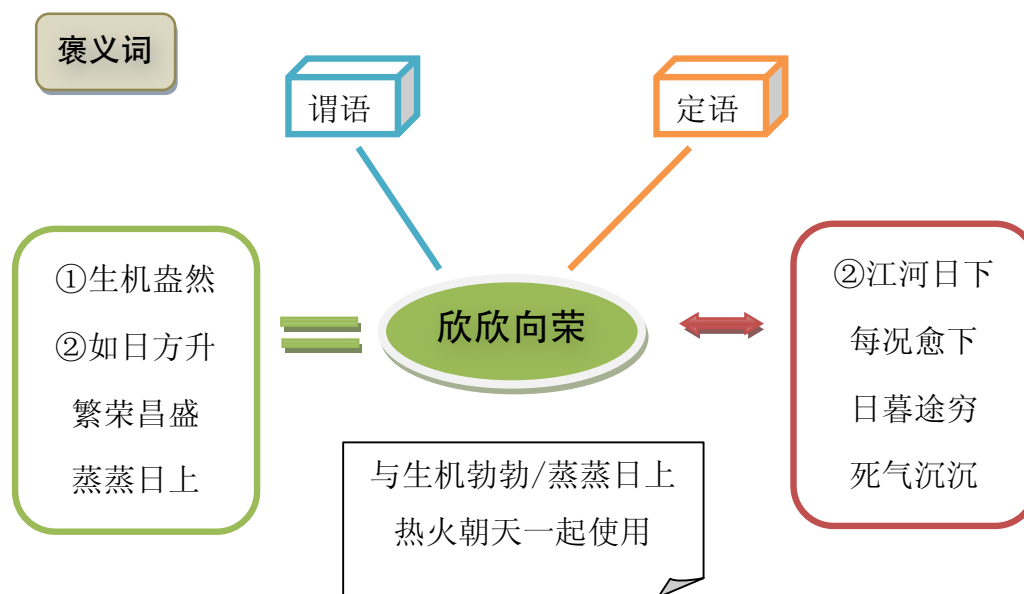 褒义词
谓语
定语
①生机盎然
②如日方升
繁荣昌盛
蒸蒸日上
欣欣向荣
②江河日下
每况愈下
日暮途穷
死气沉沉
与生机勃勃/蒸蒸日上
热火朝天一起使用